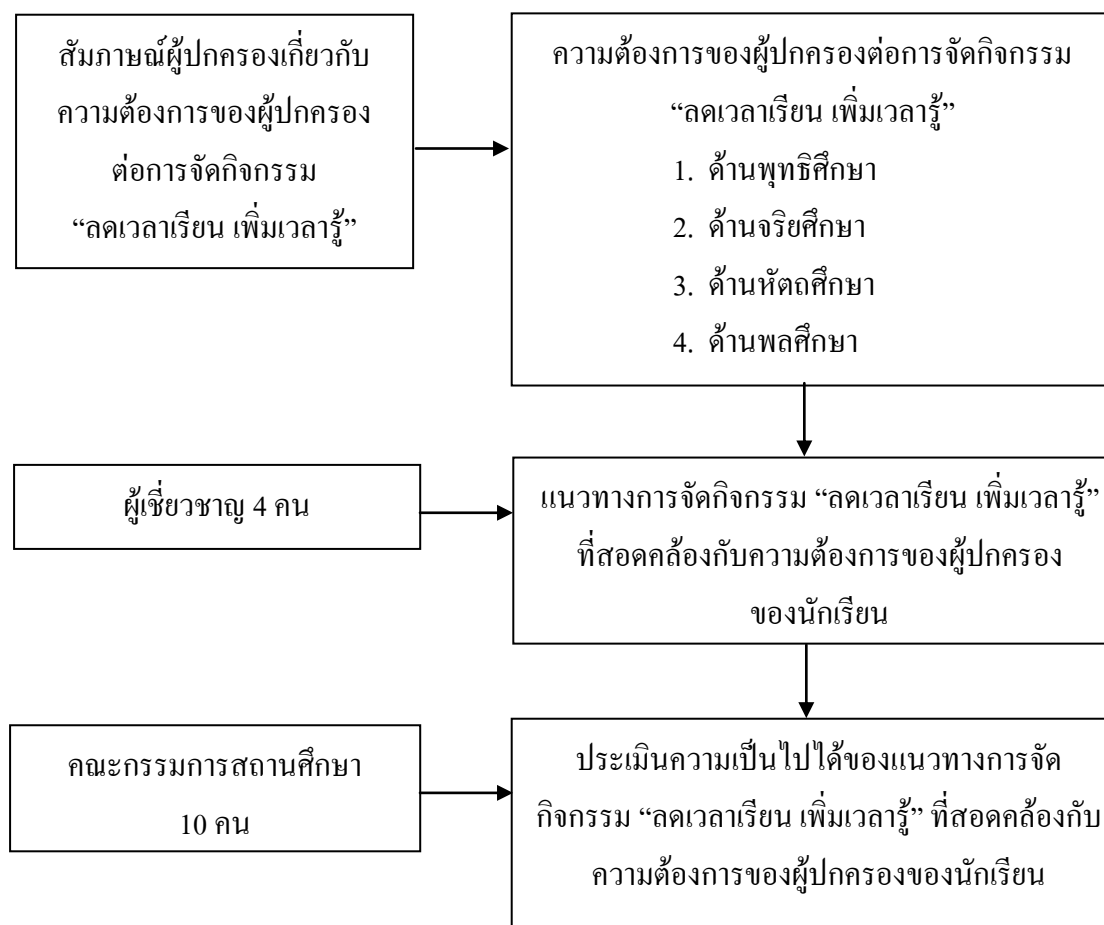 สัมภาษณ์ผู้ปกครองเกี่ยวกับ
ความต้องการของผู้ปกครอง
ต่อการจัดกิจกรรม
“ลดเวลาเรียน เพิ่มเวลารู้”
ความต้องการของผู้ปกครองต่อการจัดกิจกรรม
“ลดเวลาเรียน เพิ่มเวลารู้”
1. ด้านพุทธิศึกษา
2. ด้านจริยศึกษา
3. ด้านหัตถศึกษา
4. ด้านพลศึกษา
ผู้เชี่ยวชาญ 4 คน
แนวทางการจัดกิจกรรม “ลดเวลาเรียน เพิ่มเวลารู้”
ที่สอดคล้องกับความต้องการของผู้ปกครอง
ของนักเรียน
คณะกรรมการสถานศึกษา
10 คน
ประเมินความเป็นไปได้ของแนวทางการจัด
กิจกรรม “ลดเวลาเรียน เพิ่มเวลารู้” ที่สอดคล้องกับ
ความต้องการของผู้ปกครองของนักเรียน